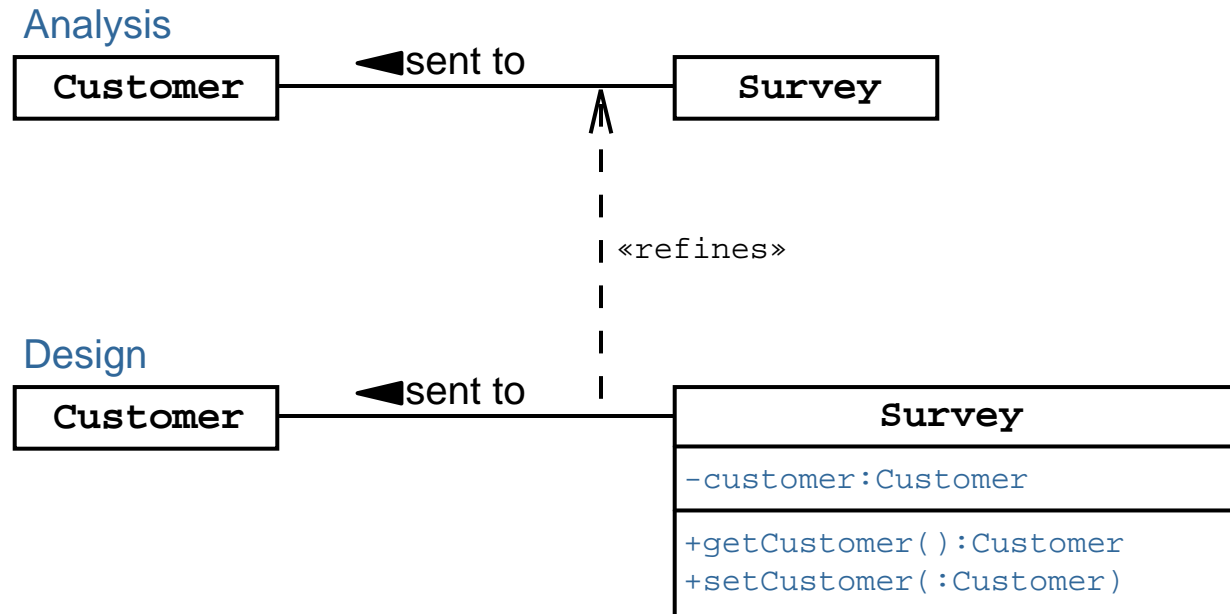 Analysis
sent to
Customer
Survey
«refines»
Design
sent to
Customer
Survey
-customer:Customer
+getCustomer():Customer
+setCustomer(:Customer)